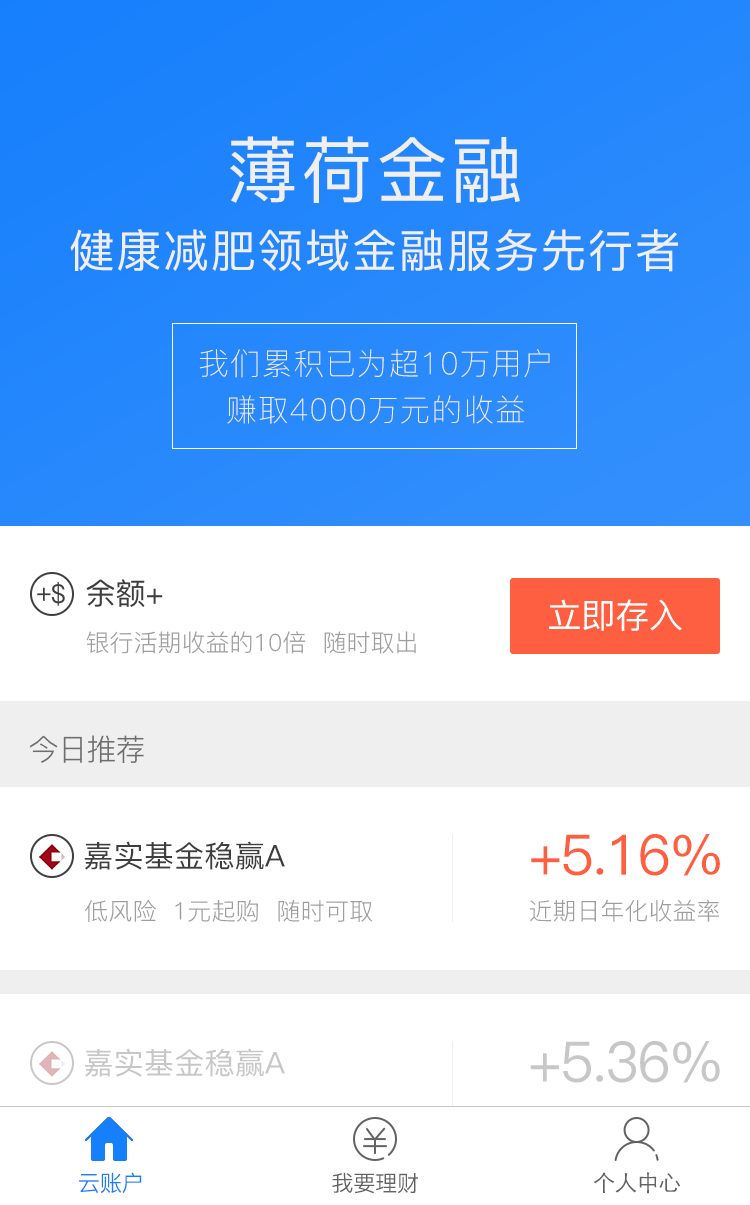 薄荷金融
健康减肥领域金融服务先行者
我们累积已为超10万用户
赚取4000万元的收益
+$ 余额+
银行活期收益的10倍 随时取出
立即存入
今日推荐
嘉实基金稳赢A
低风险 1元起购 随时可取
+5.16%
近期日年化收益率
嘉实基金稳赢A
+5.36%
云账户
¥
我要理财
个人中心